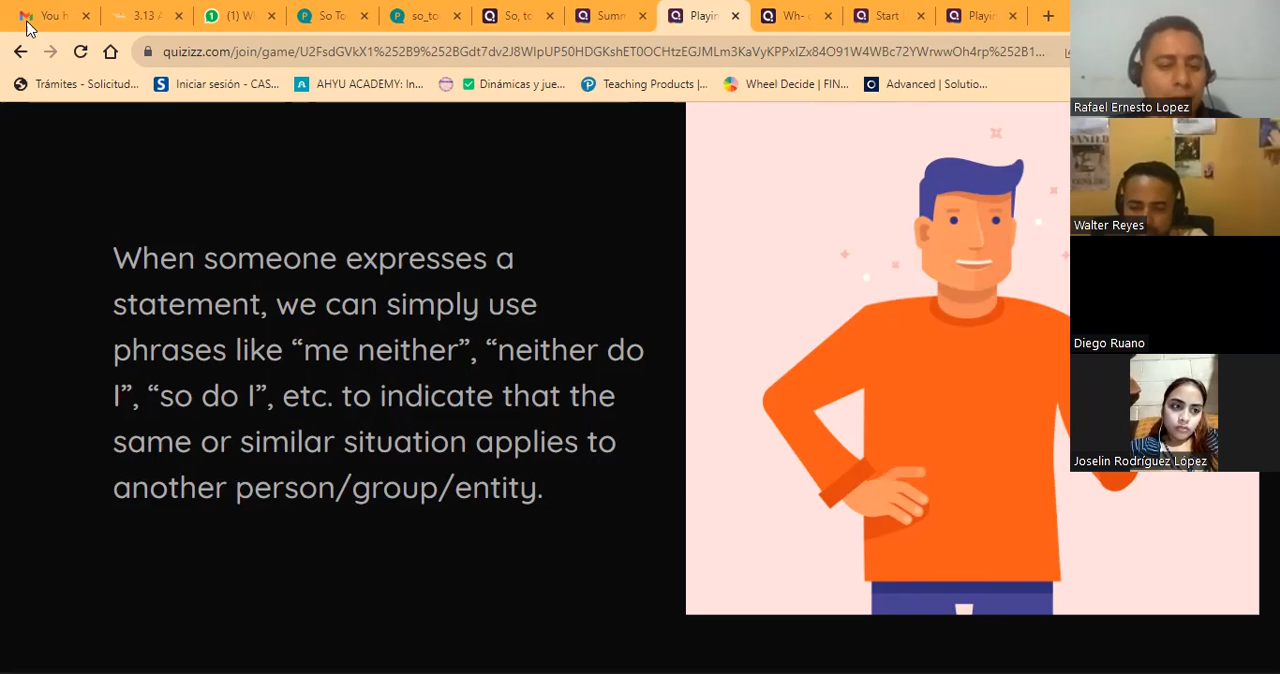 You h
3.13 A
(1) W
So To
so_to
So, to
Summ
Playin
Wh- c
Start
Playi
quizizz.com/join/game/U2FsdGVkX1%252B9%252BGdt7dv2J8WIpUP50HDGKshET0OCHtzEGJMLm3KaVyKPPxIZx84O91W4WBc72YWrwwOh4rp%252B1...
Trámites - Solicitud...
Iniciar sesión - CAS...
AHYU ACADEMY: In...
Dinámicas y jue...
Teaching Products |...
Wheel Decide | FIN...
Advanced | Solutio...
When someone expresses a
statement, we can simply use
phrases like “me neither”, “neither do
I”, “so do I”, etc. to indicate that the
same or similar situation applies to
another person/group/entity.
Rafael Ernesto Lopez
WANTED
Walter Reyes
Diego Ruano
Joselin Rodríguez López